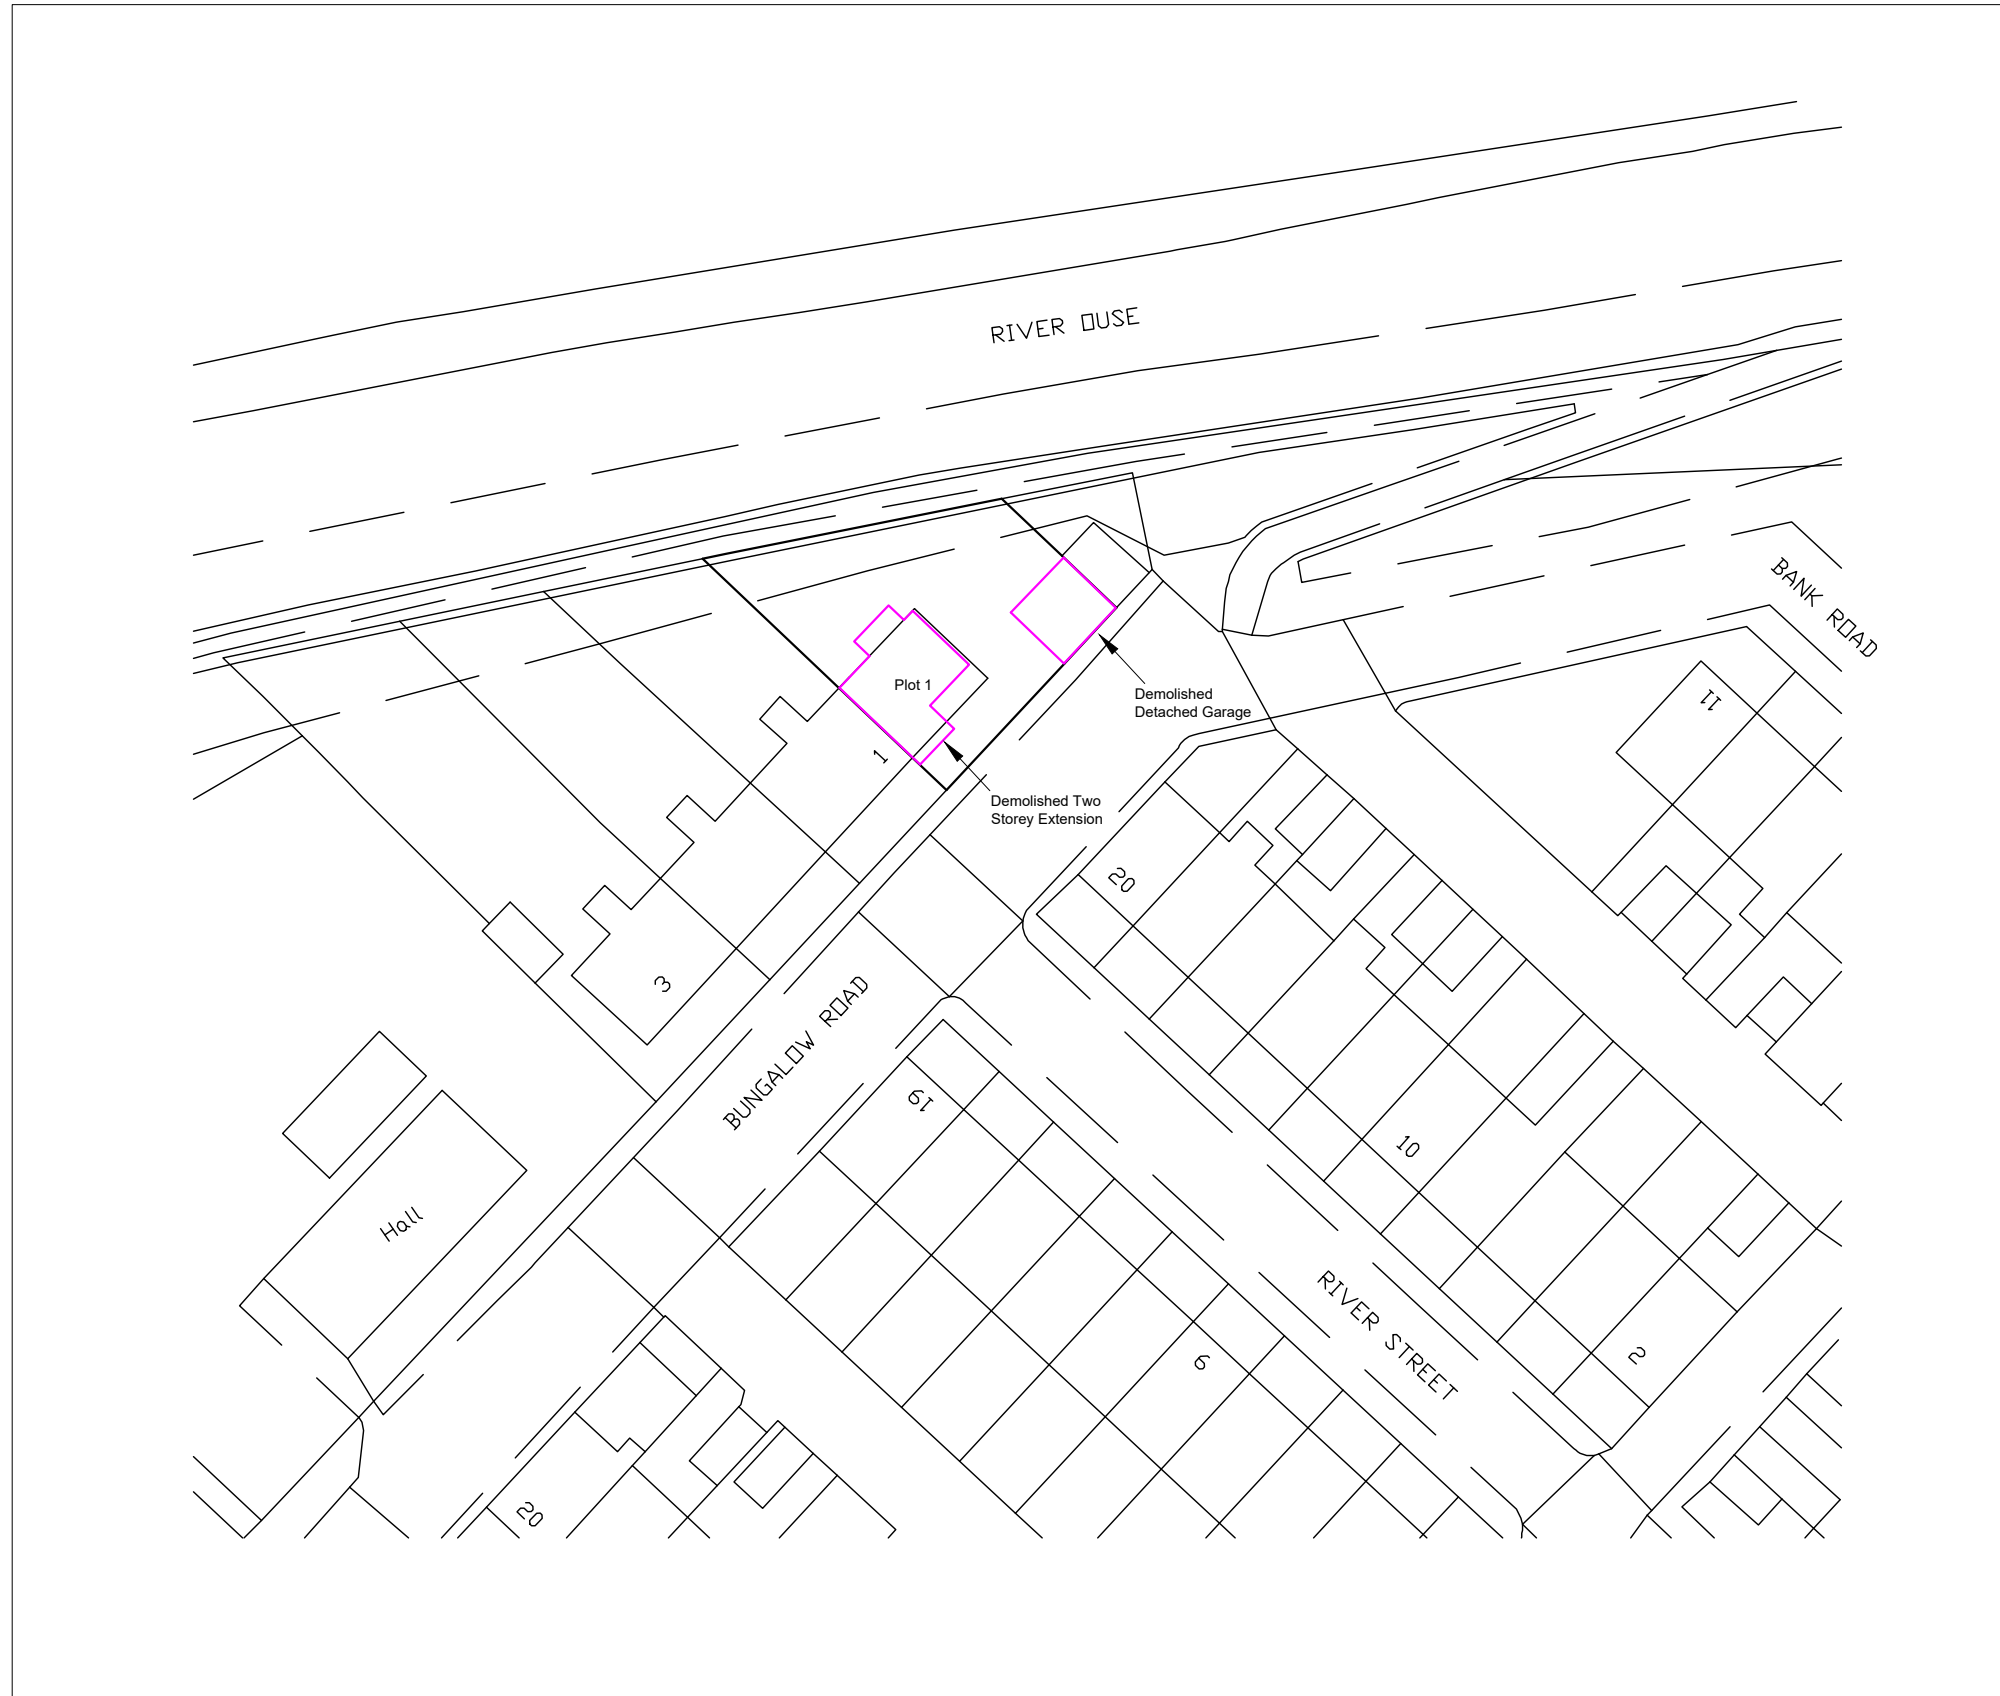 RIVER OUSE
BANK ROAD
11
Plot 1
Demolished
Detached Garage
1
Demolished Two
Storey Extension
20
3
BUNGALOW ROAD
19
10
Hall
RIVER STREET
9
2
20